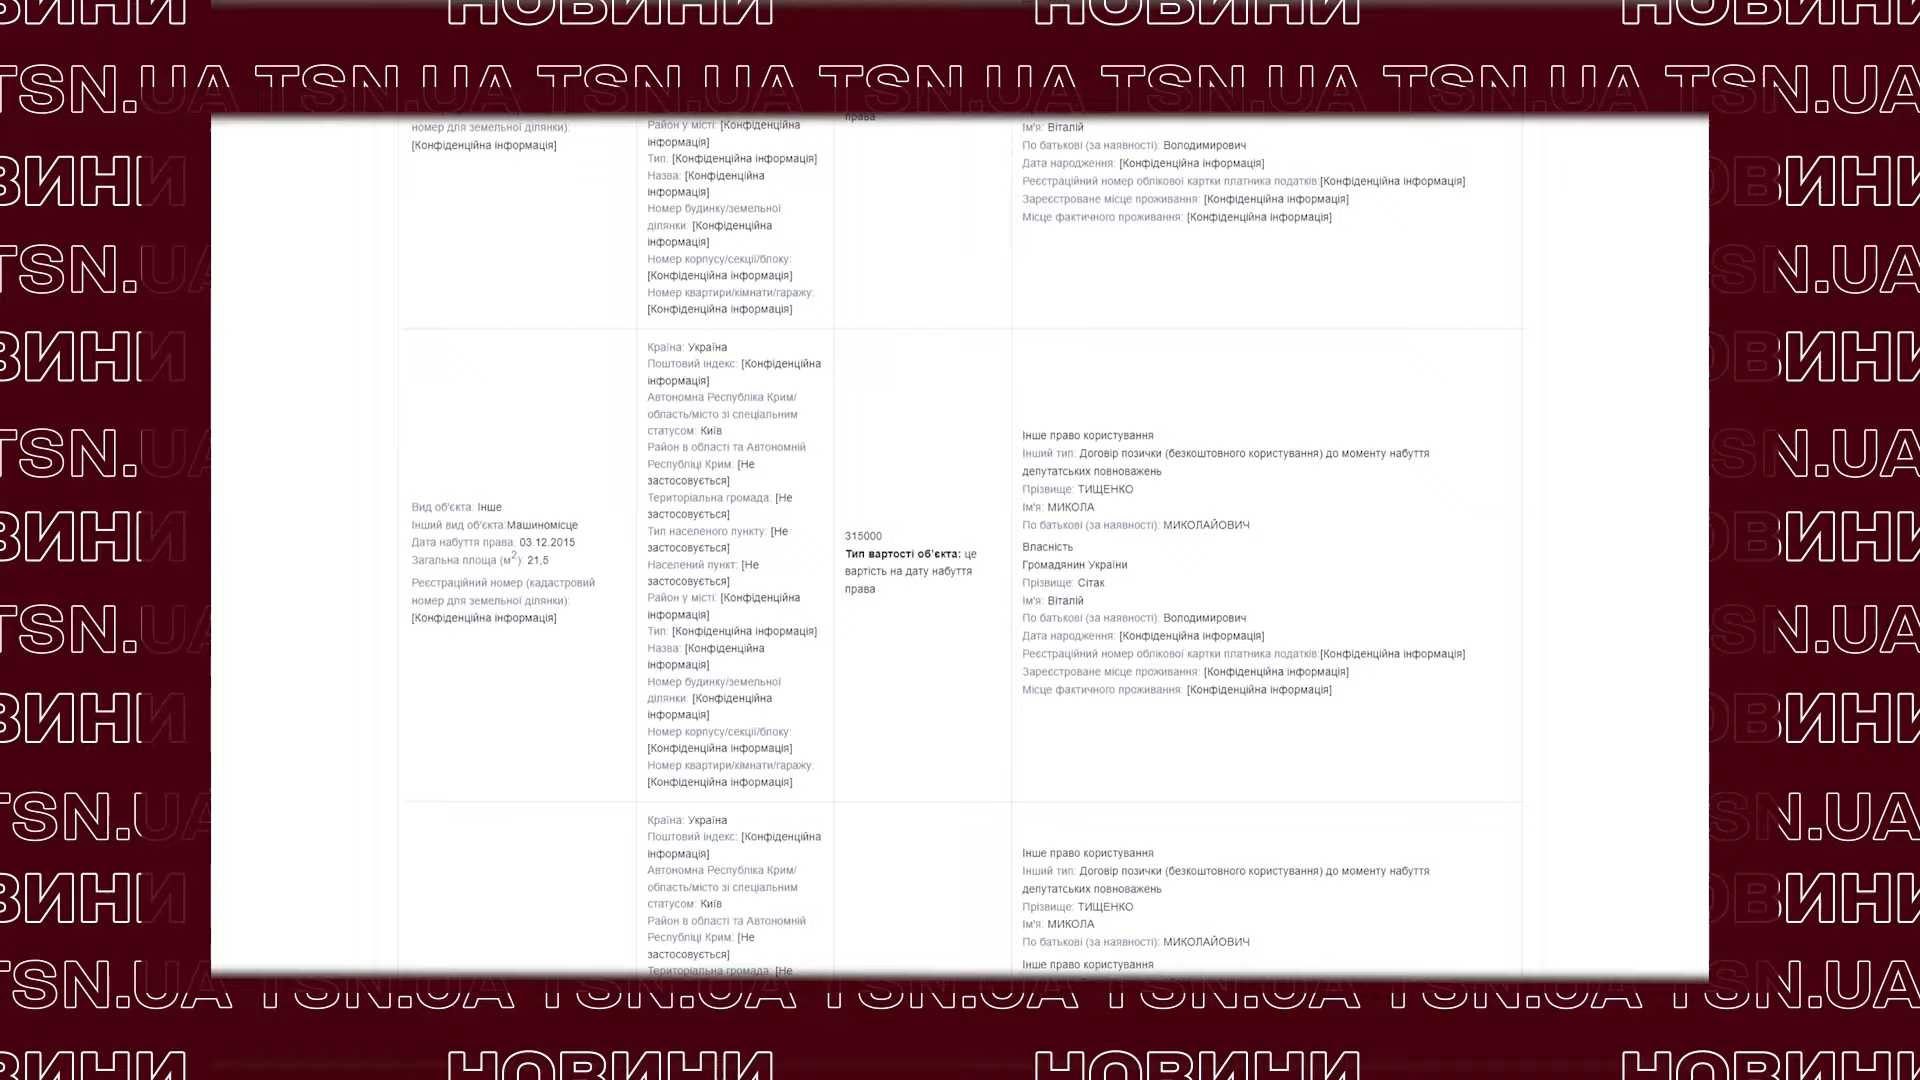 НОВИНИ НОВИНИ НОВИНИ
TSN.UA TSN.UA TSN.UA TSN.UA TSN.UA TSN.UA TSN.UA
номер для земельної ділянки):
[Конфіденційна інформація]
Район у місті: [Конфіденційна
інформація]
Тип: [Конфіденційна інформація]
Назва: [Конфіденційна
інформація]
Номер будинку/земельної
ділянки: [Конфіденційна
інформація]
Номер корпусу/секції/блоку:
[Конфіденційна інформація]
Номер квартири/кімнати/гаражу:
[Конфіденційна інформація]
права
Ім'я: Віталій
По батькові (за наявності): Володимирович
Дата народження: [Конфіденційна інформація]
Реєстраційний номер облікової картки платника податків:[Конфіденційна інформація]
Зареєстроване місце проживання: [Конфіденційна інформація]
Місце фактичного проживання: [Конфіденційна інформація]
Вид об'єкта: Інше
Інший вид об'єкта:Машиномісце
Дата набуття права: 03.12.2015
Загальна площа (м2): 21,5
Реєстраційний номер (кадастровий
номер для земельної ділянки):
[Конфіденційна інформація]
Країна: Україна
Поштовий індекс: [Конфіденційна
інформація]
Автономна Республіка Крим/
область/місто зі спеціальним
статусом: Київ
Район в області та Автономній
Республіці Крим: [Не
застосовується]
Територіальна громада: [Не
застосовується]
Тип населеного пункту: [Не
застосовується]
Населений пункт: [Не
застосовується]
Район у місті: [Конфіденційна
інформація]
Тип: [Конфіденційна інформація]
Назва: [Конфіденційна
інформація]
Номер будинку/земельної
ділянки: [Конфіденційна
інформація]
Номер корпусу/секції/блоку:
[Конфіденційна інформація]
Номер квартири/кімнати/гаражу:
[Конфіденційна інформація]
315000
Тип вартості об'єкта: це
вартість на дату набуття
права
Інше право користування
Інший тип: Договір позички (безкоштовного користування) до моменту набуття
депутатських повноважень
Прізвище: ТИЩЕНКО
Ім'я: МИКОЛА
По батькові (за наявності): МИКОЛАЙОВИЧ
Власність
Громадянин України
Прізвище: Сітак
Ім'я: Віталій
По батькові (за наявності): Володимирович
Дата народження: [Конфіденційна інформація]
Реєстраційний номер облікової картки платника податків:[Конфіденційна інформація]
Зареєстроване місце проживання: [Конфіденційна інформація]
Місце фактичного проживання: [Конфіденційна інформація]
Країна: Україна
Поштовий індекс: [Конфіденційна
інформація]
Автономна Республіка Крим/
область/місто зі спеціальним
статусом: Київ
Район в області та Автономній
Республіці Крим: [Не
застосовується]
Територіальна громада: [Не
Інше право користування
Інший тип: Договір позички (безкоштовного користування) до моменту набуття
депутатських повноважень
Прізвище: ТИЩЕНКО
Ім'я: МИКОЛА
По батькові (за наявності): МИКОЛАЙОВИЧ
Інше право користування
TSN.UA TSN.UA TSN.UA TSN.UA TSN.UA TSN.UA TSN.UA
НОВИНИ НОВИНИ НОВИНИ